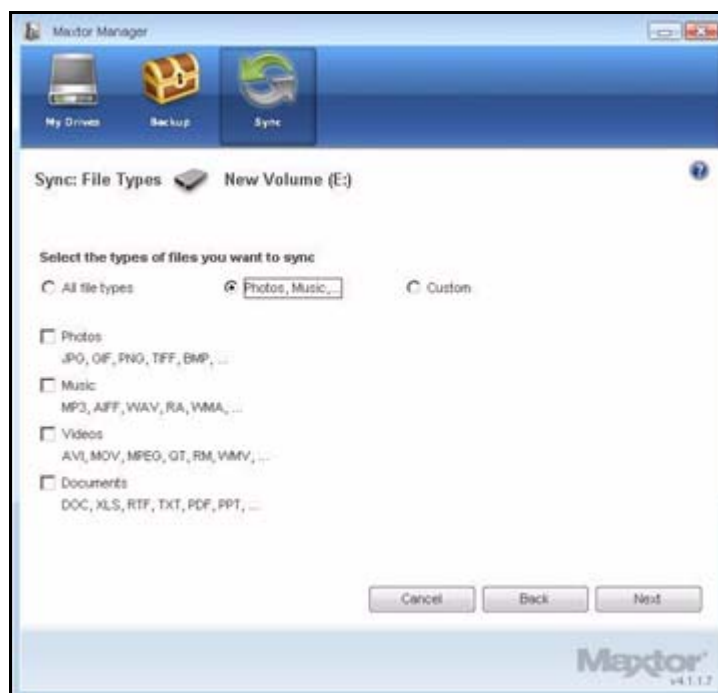 Maxtor Manager
My Drives Backup Sync
Sync: File Types New Volume (E:)
Select the types of files you want to sync
All file types Photos, Music,... Custom
Photos
JPG, GIF, PNG, TIFF, BMP, ...
Music
MP3, AIFF, WAV, RA, WMA, ...
Videos
AVI, MOV, MPEG, QT, RM, WMV, ...
Documents
DOC, XLS, RTF, TXT, PDF, PPT, ...
Cancel Back Next
Maxtor
v4.1.1.7